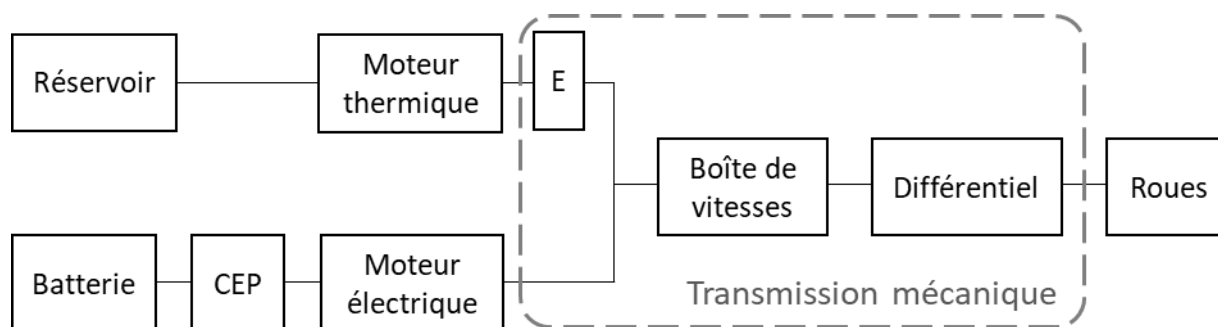 Réservoir
Moteur
thermique
E
Boîte de
vitesses
Différentiel
Roues
Batterie
CEP
Moteur
électrique
Transmission mécanique